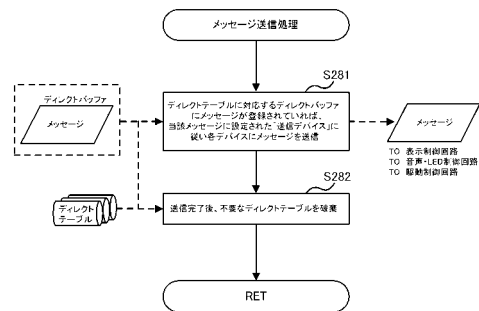 メッセージ送信処理
S281
ディレクトバッファ
メッセージ
ディレクトテーブルに対応するディレクトバッファ
にメッセージが登録されていれば、
当該メッセージに設定された「送信デバイス」に
従い各デバイスにメッセージを送信
メッセージ
TO 表示制御回路
TO 音声・LED制御回路
TO 駆動制御回路
S282
ディレクト
テーブル
送信完了後、不要なディレクトテーブルを破棄
RET